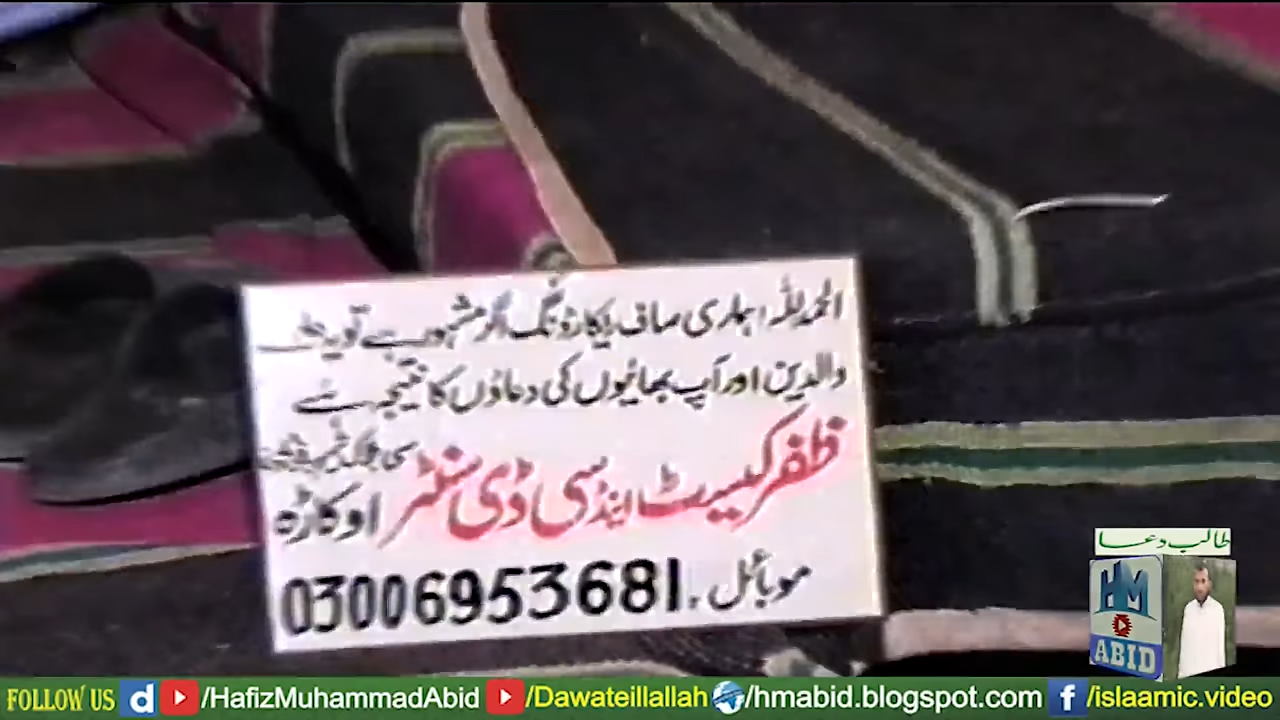 الحمدللہ ہماری صاف ریکارڈنگ اگر مشہور ہے تو یہ
والدین اور آپ بھائیوں کی دعاؤں کا نتیجہ ہے
ظفر کیسٹ اینڈ سی ڈی سنٹر اوکاڑہ
موبائل۔ 03006953681
طالب دعا
HM
ABID
FOLLOW US d /HafizMuhammadAbid /Dawateillallah /hmabid.blogspot.com f /islaamic.video